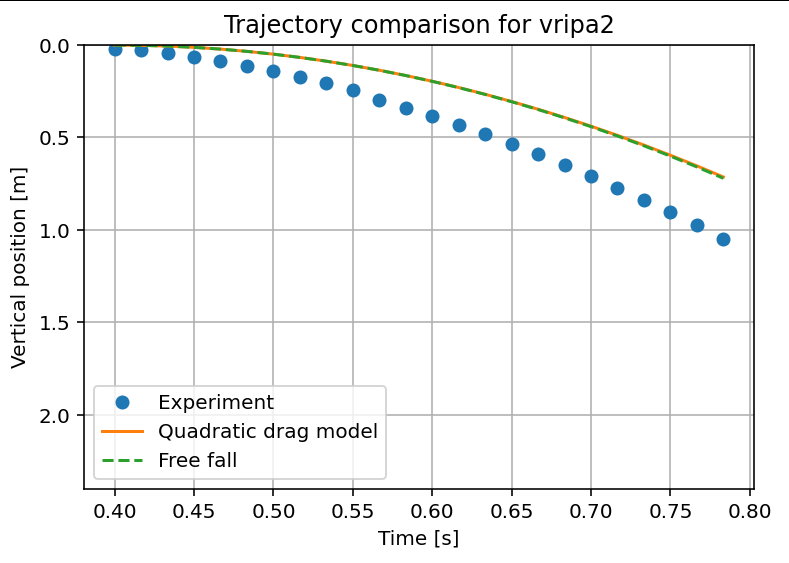 Trajectory comparison for vripa2
0.0
0.5
1.0
1.5
2.0
Vertical position [m]
Experiment
Quadratic drag model
Free fall
0.40 0.45 0.50 0.55 0.60 0.65 0.70 0.75 0.80
Time [s]